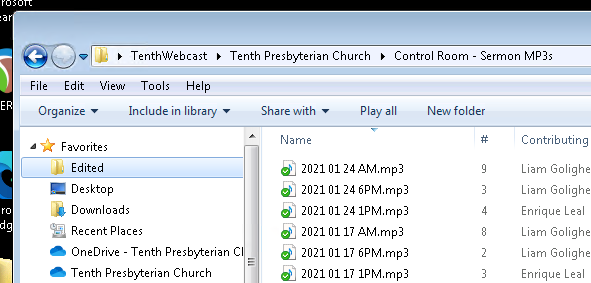 rosoft
ear
TenthWebcast Tenth Presbyterian Church Control Room - Sermon MP3s
File Edit View Tools Help
Organize Include in library Share with Play all New folder
Name # Contributing
Favorites
Edited
Desktop
Downloads
Recent Places
OneDrive - Tenth Presbyterian Cl
Tenth Presbyterian Church
2021 01 24 AM.mp3 9 Liam Golighe
2021 01 24 6PM.mp3 3 Liam Golighe
2021 01 24 1PM.mp3 4 Enrique Leal
2021 01 17 AM.mp3 8 Liam Golighe
2021 01 17 6PM.mp3 2 Liam Golighe
2021 01 17 1PM.mp3 3 Enrique Leal
ER
ro
dg